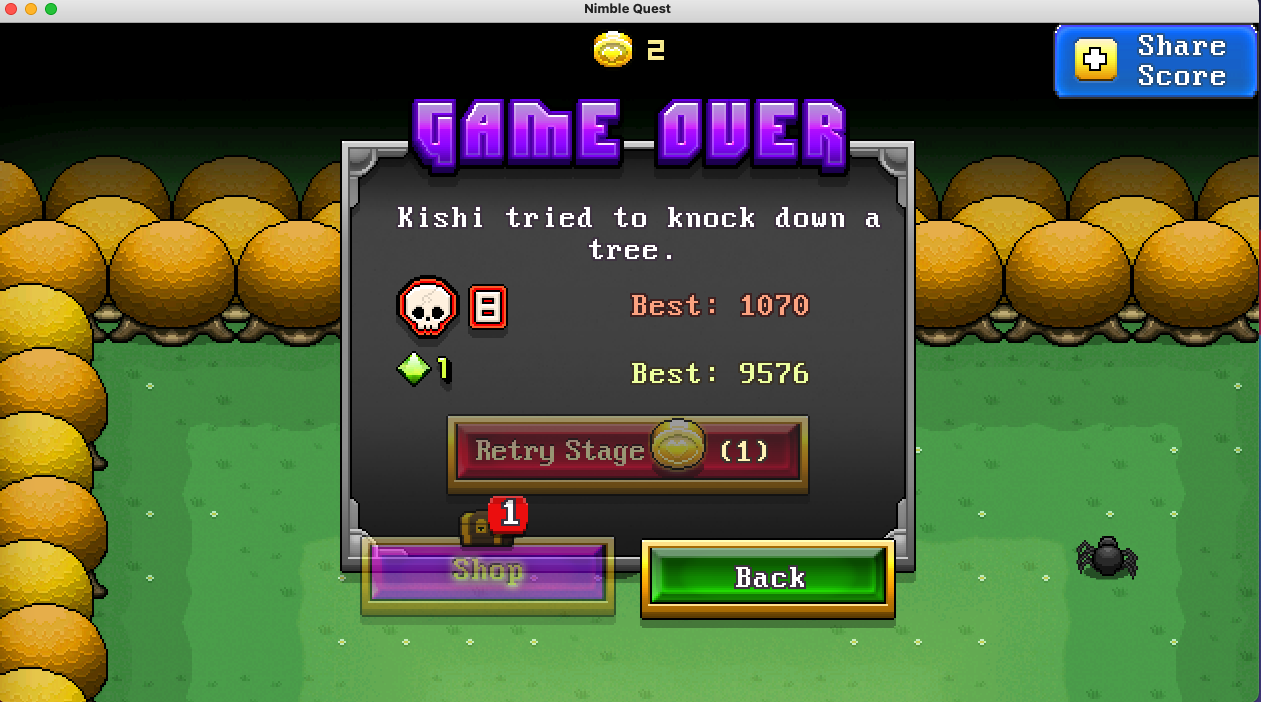 Nimble Quest
2
Share
Score
GAME OVER
Kishi tried to knock down a
tree.
8
Best: 1070
1
Best: 9576
Retry Stage (1)
1
Shop
Back